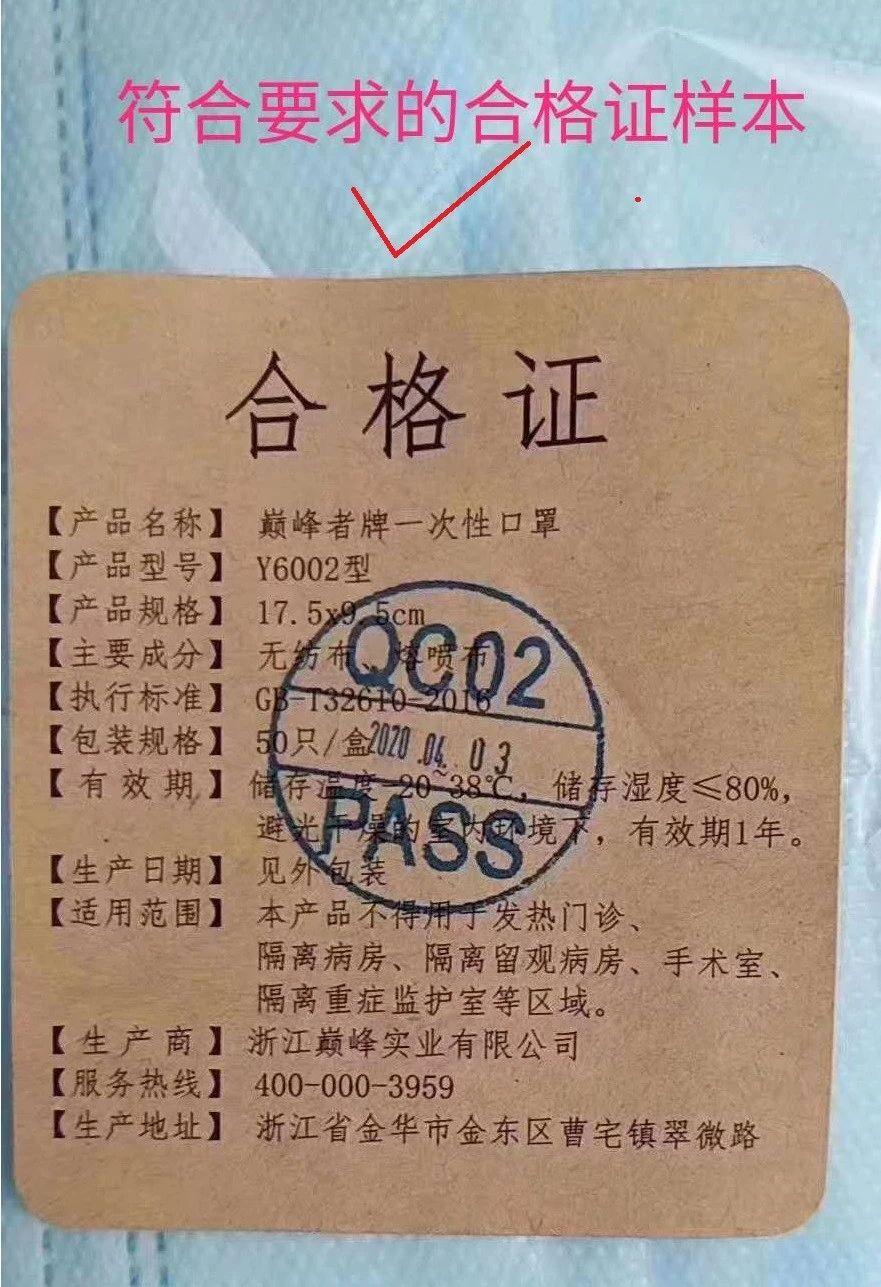 符合要求的合格证样本
合格证
【产品名称】 巅峰者牌一次性口罩
【产品型号】 Y6002型
【产品规格】 17.5x9.5cm
【主要成分】 无纺布、熔喷布
【执行标准】 GB-T32610-2016
【包装规格】 50只/盒
【有效期】 储存温度-20~38℃，储存湿度≤80%，
避光干燥的室内环境下，有效期1年。
【生产日期】 见外包装
【适用范围】 本产品不得用于发热门诊、
隔离病房、隔离留观病房、手术室、
隔离重症监护室等区域。
【生产商】 浙江巅峰实业有限公司
【服务热线】 400-000-3959
【生产地址】 浙江省金华市金东区曹宅镇翠微路
QC02
2020.04.03
PASS